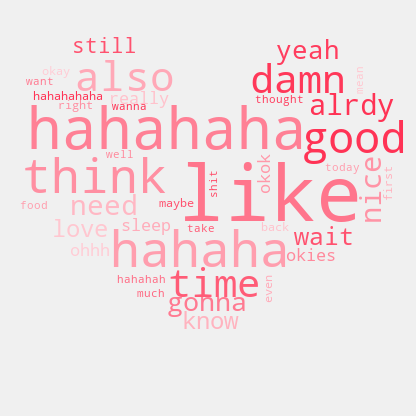 still
yeah
okay
also
damn
mean
want
hahahahaha
really
thought
alrdy
right
wanna
hahahaha
good
well
think
like
okok
today
first
shit
nice
food
need
maybe
love
sleep
take
back
wait
ohhh
hahaha
okies
hahahah
time
even
much
gonna
know